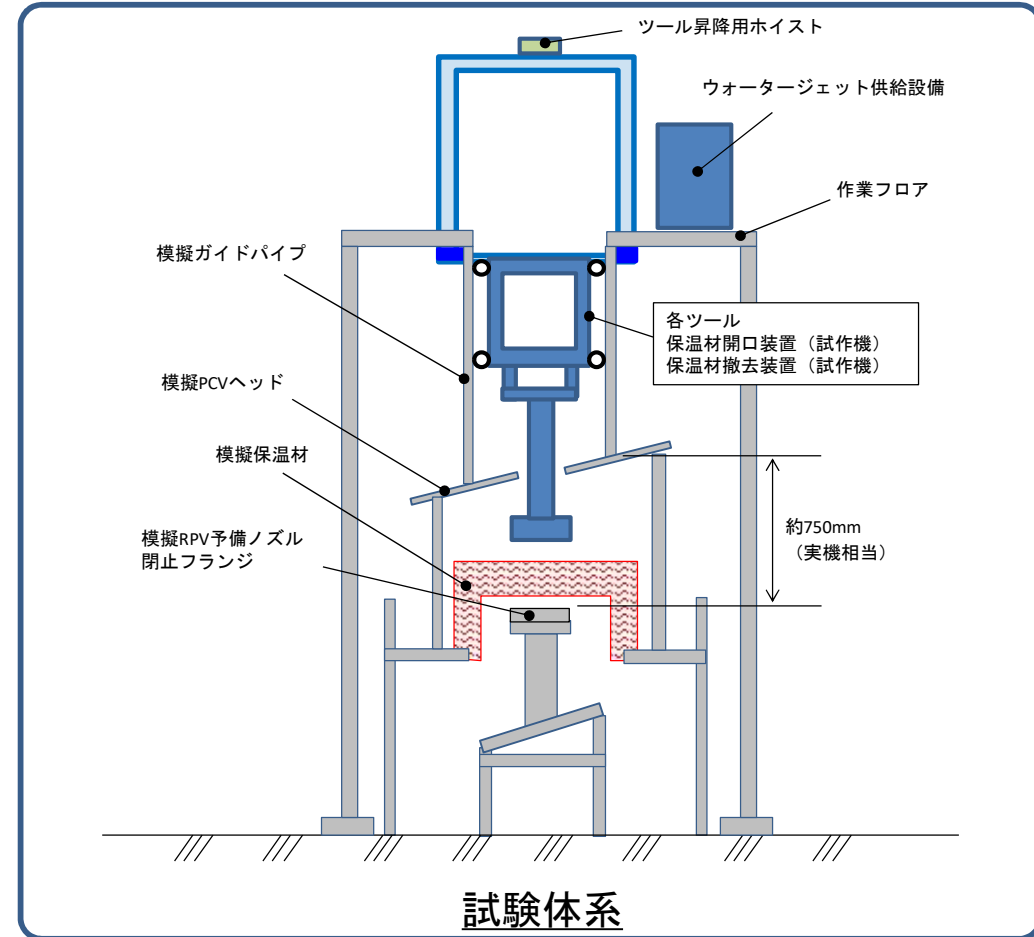 ツール昇降用ホイスト
ウォータージェット供給設備
作業フロア
模擬ガイドパイプ
各ツール
保温材開口装置（試作機）
保温材撤去装置（試作機）
模擬PCVヘッド
模擬保温材
模擬RPV予備ノズル
閉止フランジ
約750mm
（実機相当）
試験体系